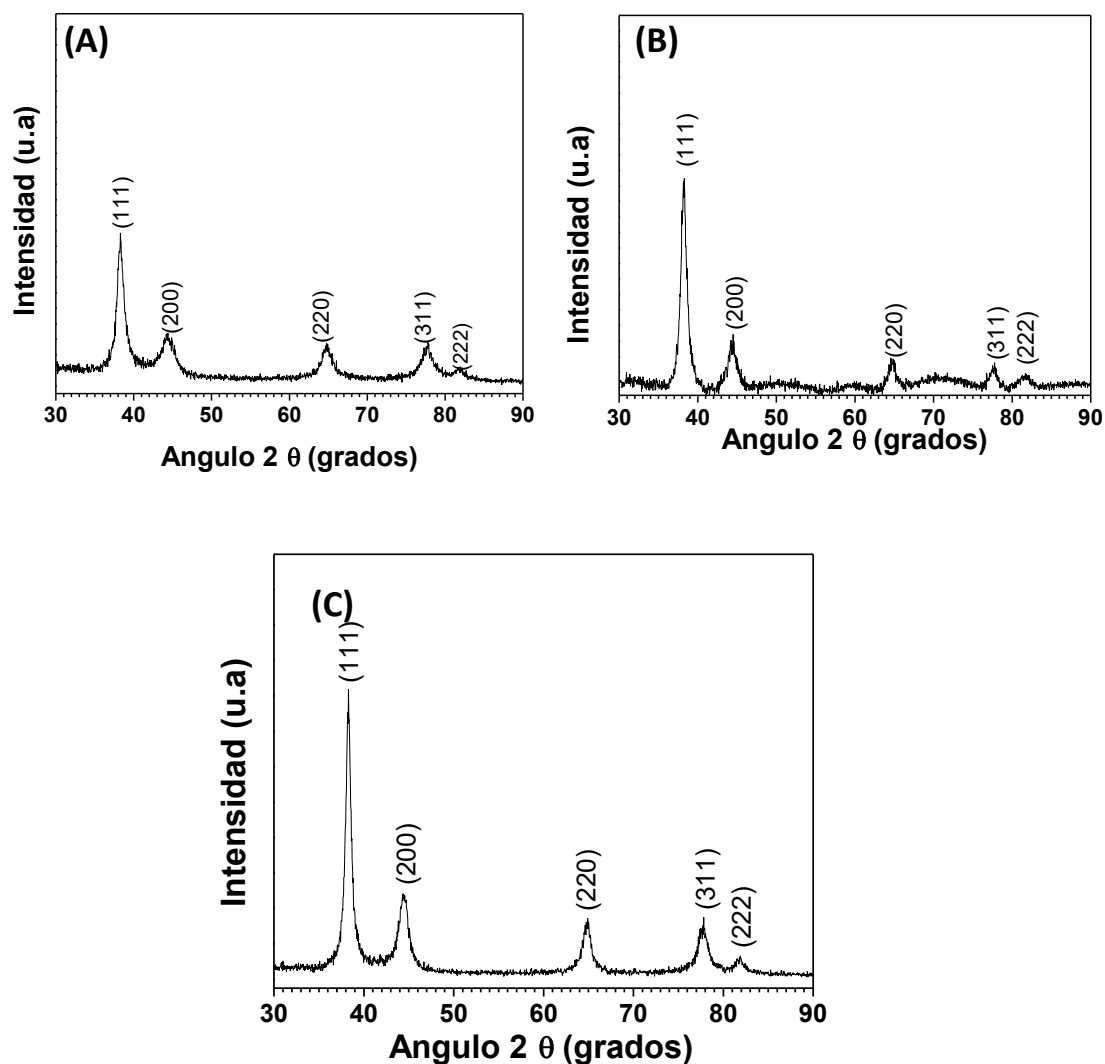 (A)
Intensidad (u.a)
(111)
(200)
(220)
(311)
(222)
30 40 50 60 70 80 90
Angulo 2 θ (grados)
(B)
Intensidad (u.a)
(111)
(200)
(220)
(311)
(222)
30 40 50 60 70 80 90
Angulo 2 θ (grados)
(C)
Intensidad (u.a)
(111)
(200)
(220)
(311)
(222)
30 40 50 60 70 80 90
Angulo 2 θ (grados)